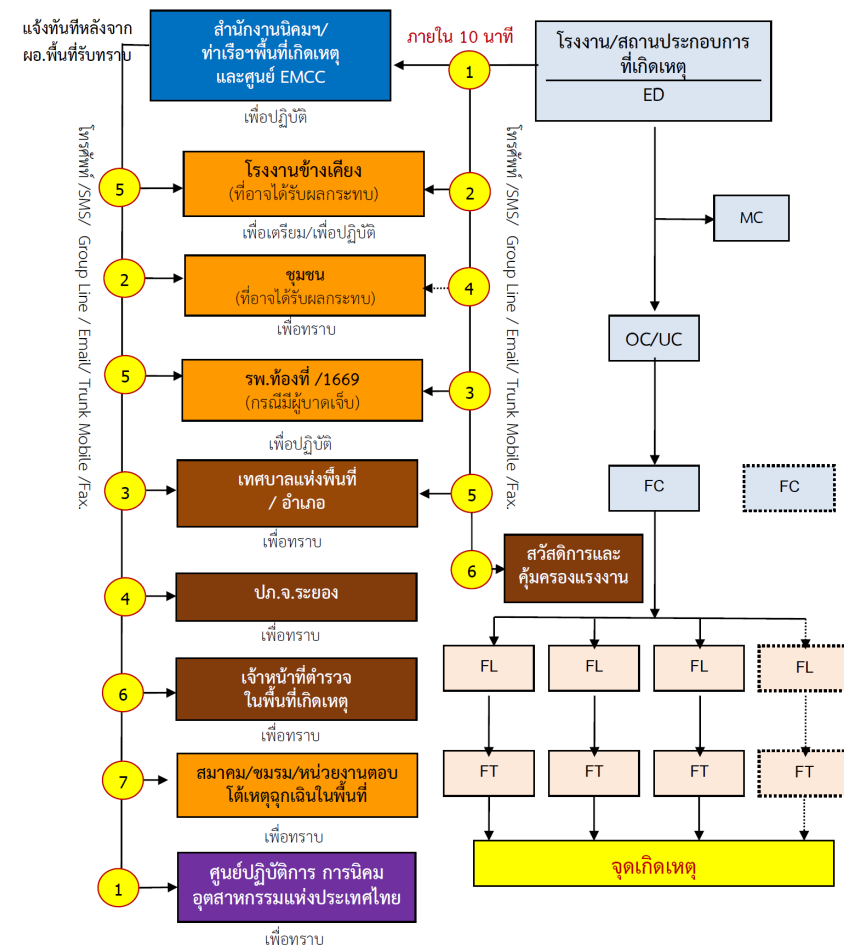 แจ้งทันทีหลังจาก
ผอ.พื้นที่รับทราบ
สำนักงานนิคมฯ/
ท่าเรือฯพื้นที่เกิดเหตุ
และศูนย์ EMCC
เพื่อปฏิบัติ
ภายใน 10 นาที
1
โรงงาน/สถานประกอบการ
ที่เกิดเหตุ
ED
โทรศัพท์ /SMS/ Group Line / Email/ Trunk Mobile /Fax.
โทรศัพท์ /SMS/ Group Line / Email/ Trunk Mobile /Fax.
5
โรงงานข้างเคียง
(ที่อาจได้รับผลกระทบ)
2
เพื่อเตรียม/เพื่อปฏิบัติ
MC
2
ชุมชน
(ที่อาจได้รับผลกระทบ)
4
เพื่อทราบ
OC/UC
5
รพ.ท้องที่ /1669
(กรณีมีผู้บาดเจ็บ)
3
เพื่อปฏิบัติ
3
เทศบาลแห่งพื้นที่
/ อำเภอ
5
เพื่อทราบ
FC
FC
6
สวัสดิการและ
คุ้มครองแรงงาน
4
ปภ.จ.ระยอง
เพื่อทราบ
6
เจ้าหน้าที่ตำรวจ
ในพื้นที่เกิดเหตุ
เพื่อทราบ
FL
FL
FL
FL
7
สมาคม/ชมรม/หน่วยงานตอบ
โต้เหตุฉุกเฉินในพื้นที่
เพื่อทราบ
FT
FT
FT
FT
จุดเกิดเหตุ
1
ศูนย์ปฏิบัติการ การนิคม
อุตสาหกรรมแห่งประเทศไทย
เพื่อทราบ